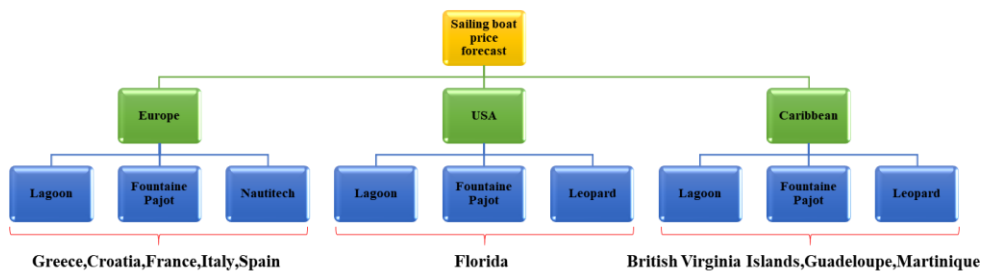 Sailing boat
price
forecast
Europe
USA
Caribbean
Lagoon
Fountaine
Pajot
Nautitech
Lagoon
Fountaine
Pajot
Leopard
Lagoon
Fountaine
Pajot
Leopard
Greece,Croatia,France,Italy,Spain
Florida
British Virginia Islands,Guadeloupe,Martinique